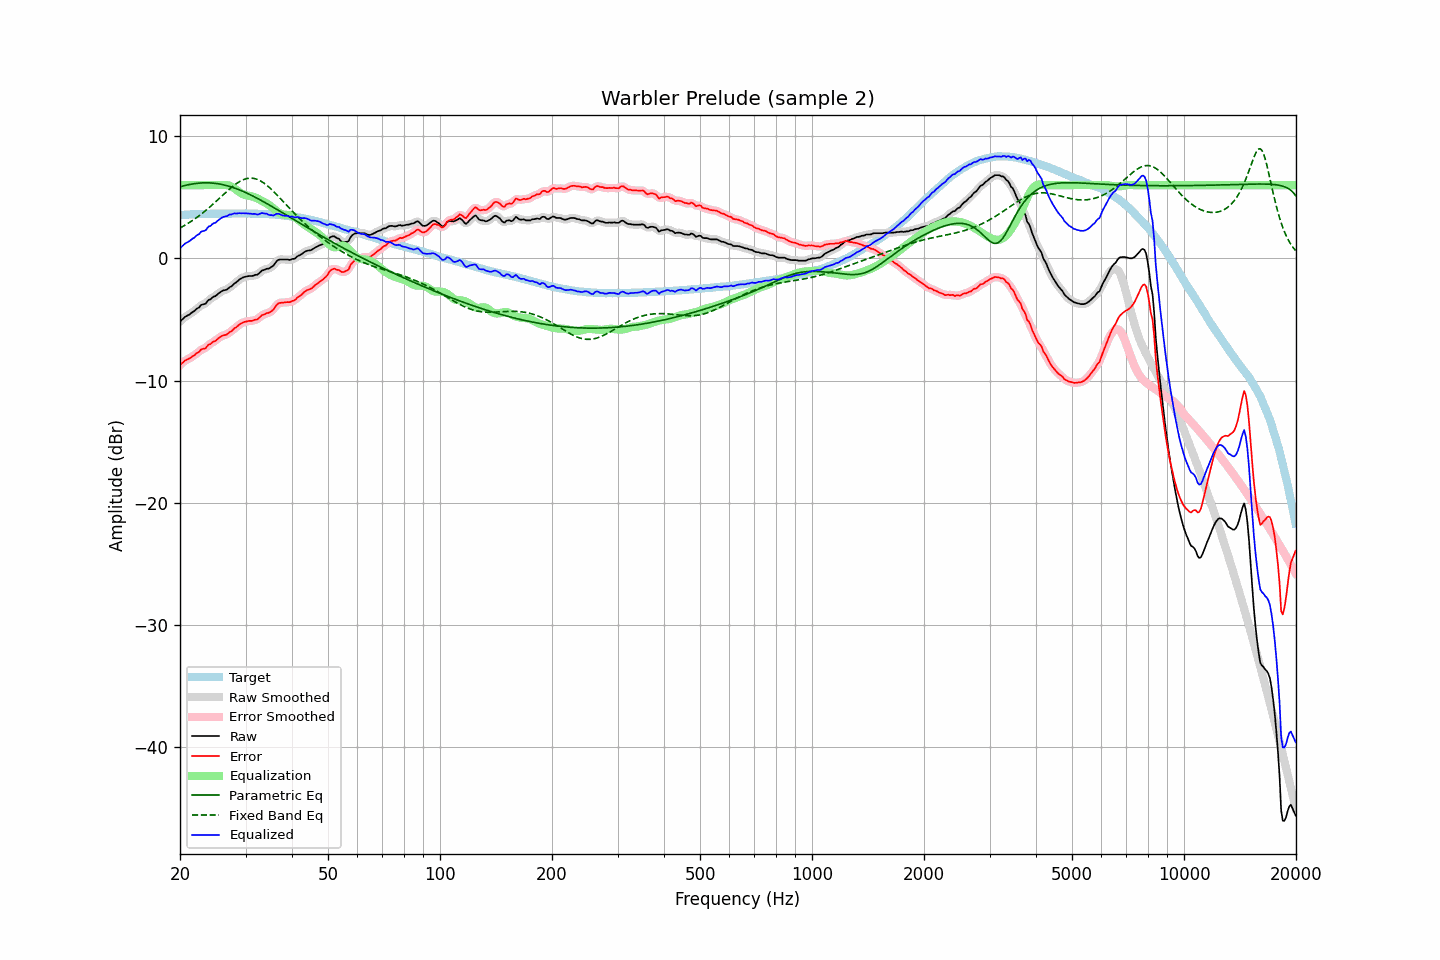 Warbler Prelude (sample 2)
10
0
−10
−20
−30
−40
Amplitude (dBr)
Target
Raw Smoothed
Error Smoothed
Raw
Error
Equalization
Parametric Eq
Fixed Band Eq
Equalized
20 50 100 200 500 1000 2000 5000 10000 20000
Frequency (Hz)